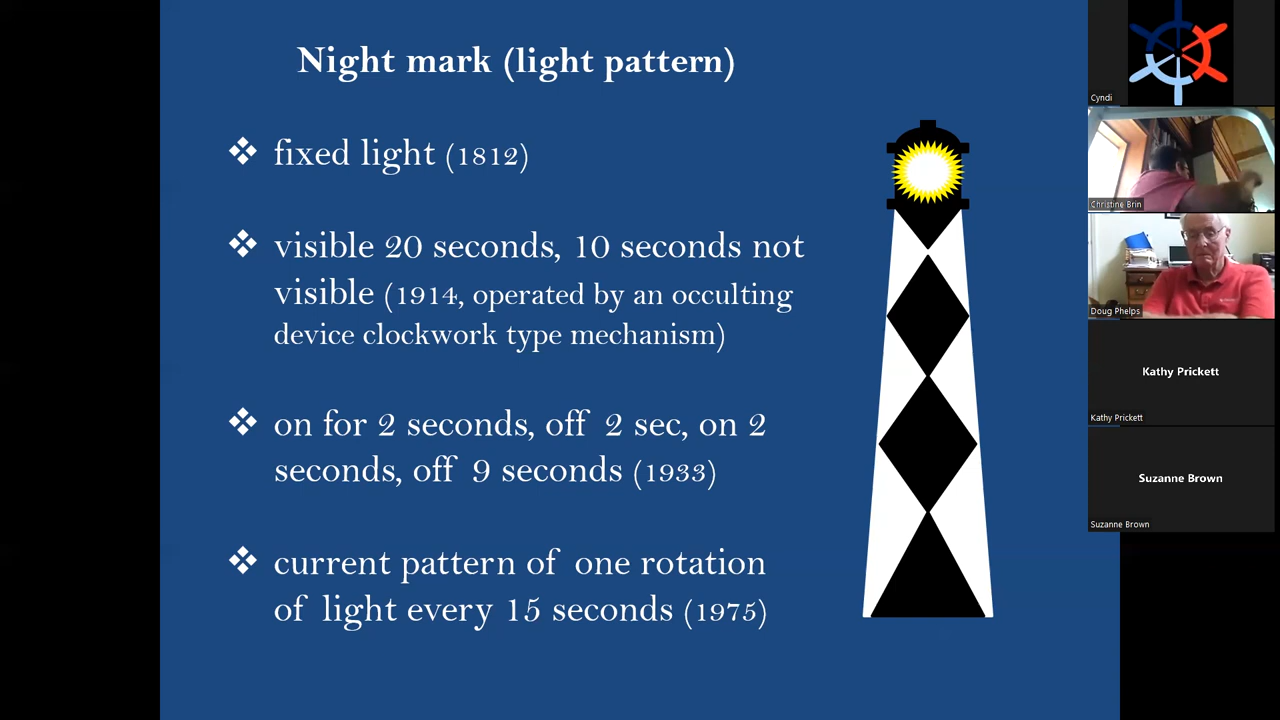 Night mark (light pattern)
❖ fixed light (1812)
❖ visible 20 seconds, 10 seconds not
visible (1914, operated by an occulting
device clockwork type mechanism)
❖ on for 2 seconds, off 2 sec, on 2
seconds, off 9 seconds (1933)
❖ current pattern of one rotation
of light every 15 seconds (1975)
Cyndi
Christine Brin
Doug Phelps
Kathy Prickett
Kathy Prickett
Suzanne Brown
Suzanne Brown